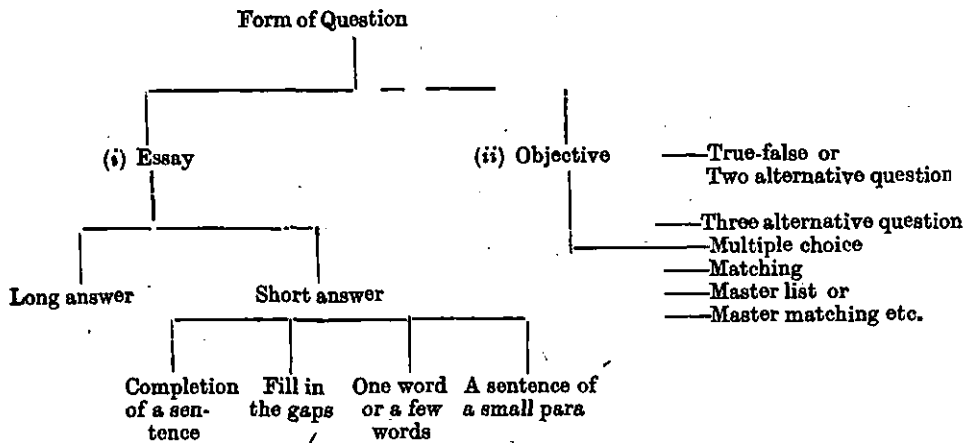 Form of Question
(i) Essay
(ii) Objective
—True-false or
Two alternative question
—Three alternative question
—Multiple choice
—Matching
—Master list or
—Master matching etc.
Long answer
Short answer
Completion
of a sen-
tence
Fill in
the gaps
One word
or a few
words
A sentence of
a small para